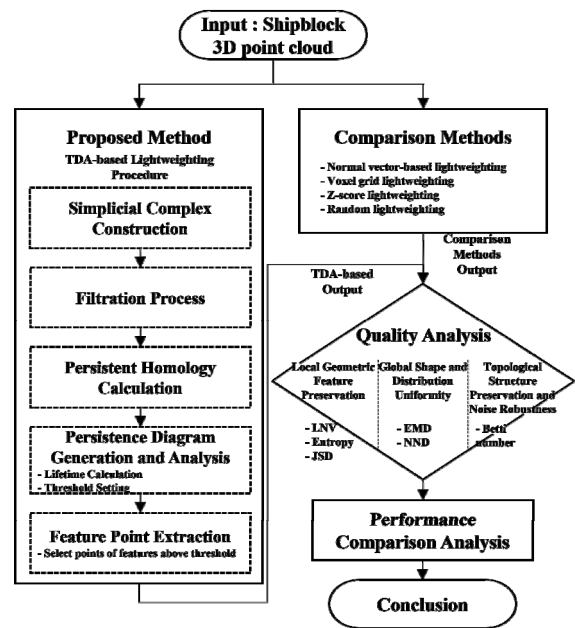 Input : Shipblock
3D point cloud
Proposed Method
TDA-based Lightweighting
Procedure
Simplicial Complex
Construction
Filtration Process
Persistent Homology
Calculation
Persistence Diagram
Generation and Analysis
- Lifetime Calculation
- Threshold Setting
Feature Point Extraction
- Select points of features above threshold
Comparison Methods
- Normal vector-based lightweighting
- Voxel grid lightweighting
- Z-score lightweighting
- Random lightweighting
TDA-based
Output
Comparison
Methods
Output
Quality Analysis
Local Geometric
Feature
Preservation
- LNV
- Entropy
- JSD
Global Shape and
Distribution
Uniformity
- EMD
- NND
Topological
Structure
Preservation and
Noise Robustness
- Betti
number
Performance
Comparison Analysis
Conclusion